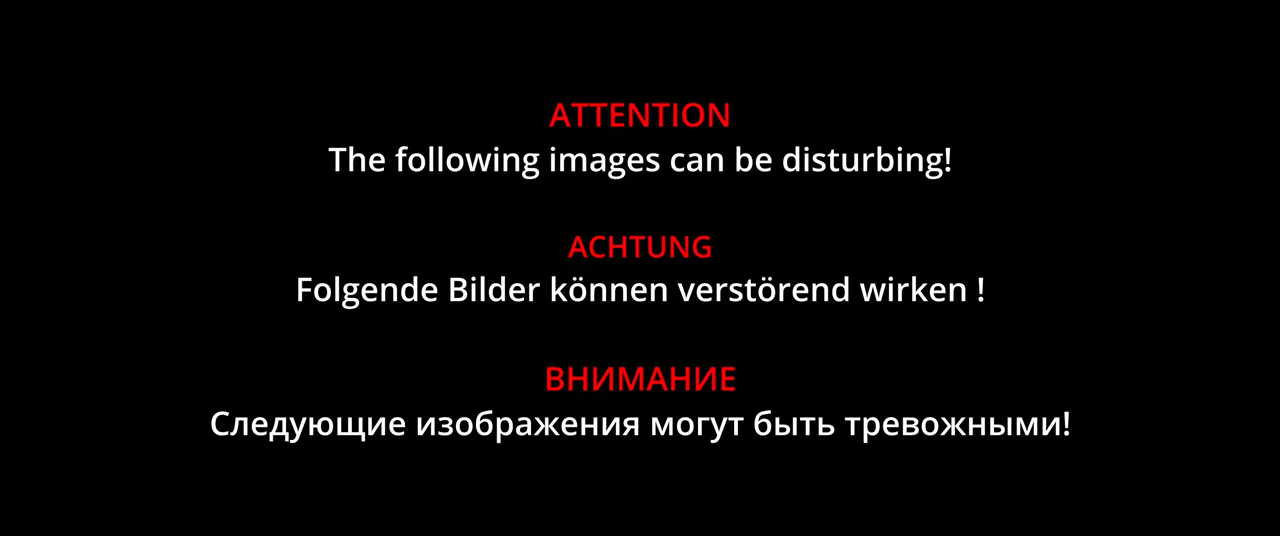 ATTENTION
The following images can be disturbing!
ACHTUNG
Folgende Bilder können verstörend wirken !
ВНИМАНИЕ
Следующие изображения могут быть тревожными!